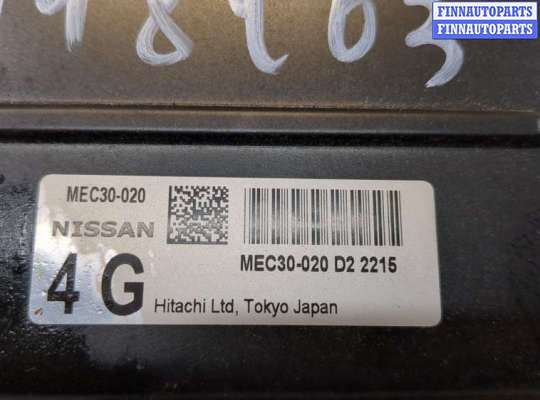 FINNAUTOPARTS
FINNAUTOPARTS
MEC30-020
NISSAN
MEC30-020 D2 2215
4 G
Hitachi Ltd, Tokyo Japan